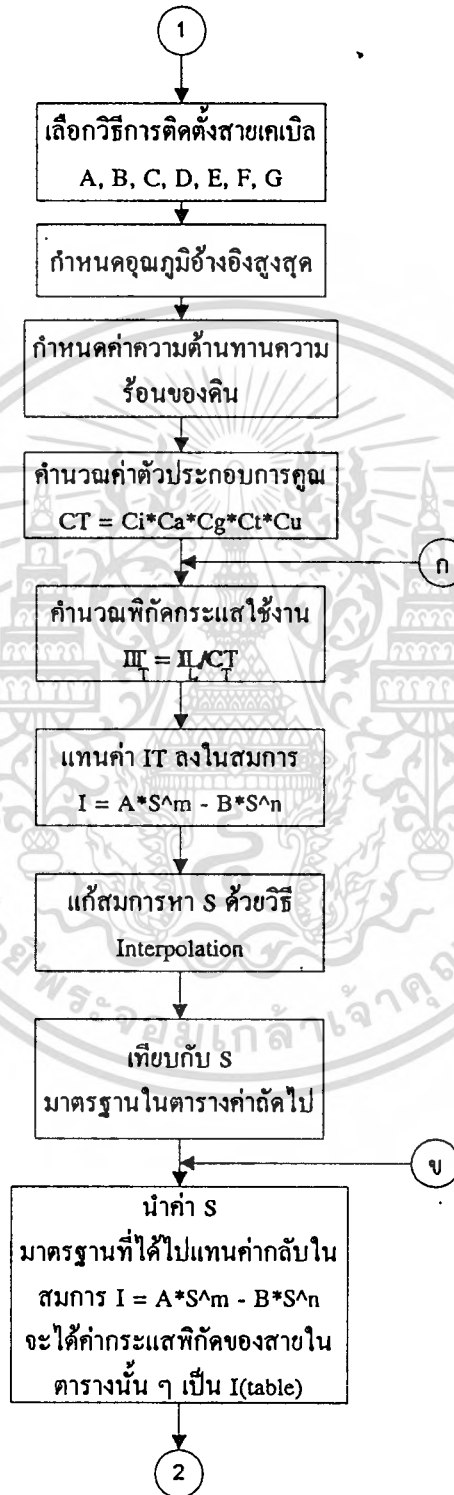 1
เลือกวิธีการติดตั้งสายเคเบิล
A, B, C, D, E, F, G
กำหนดอุณภูมิอ้างอิงสูงสุด
กำหนดค่าความต้านทานความ
ร้อนของดิน
คำนวณค่าตัวประกอบการคูณ
CT = Ci*Ca*Cg*Ct*Cu
ก
คำนวณพิกัดกระแสใช้งาน
แทนค่า IT ลงในสมการ
I = A*S^m - B*S^n
แก้สมการหา S ด้วยวิธี
Interpolation
เทียบกับ S
มาตรฐานในตารางค่าถัดไป
ข
นำค่า S
มาตรฐานที่ได้ไปแทนค่ากลับใน
สมการ I = A*S^m - B*S^n
จะได้ค่ากระแสพิกัดของสายใน
ตารางนั้น ๆ เป็น I(table)
2